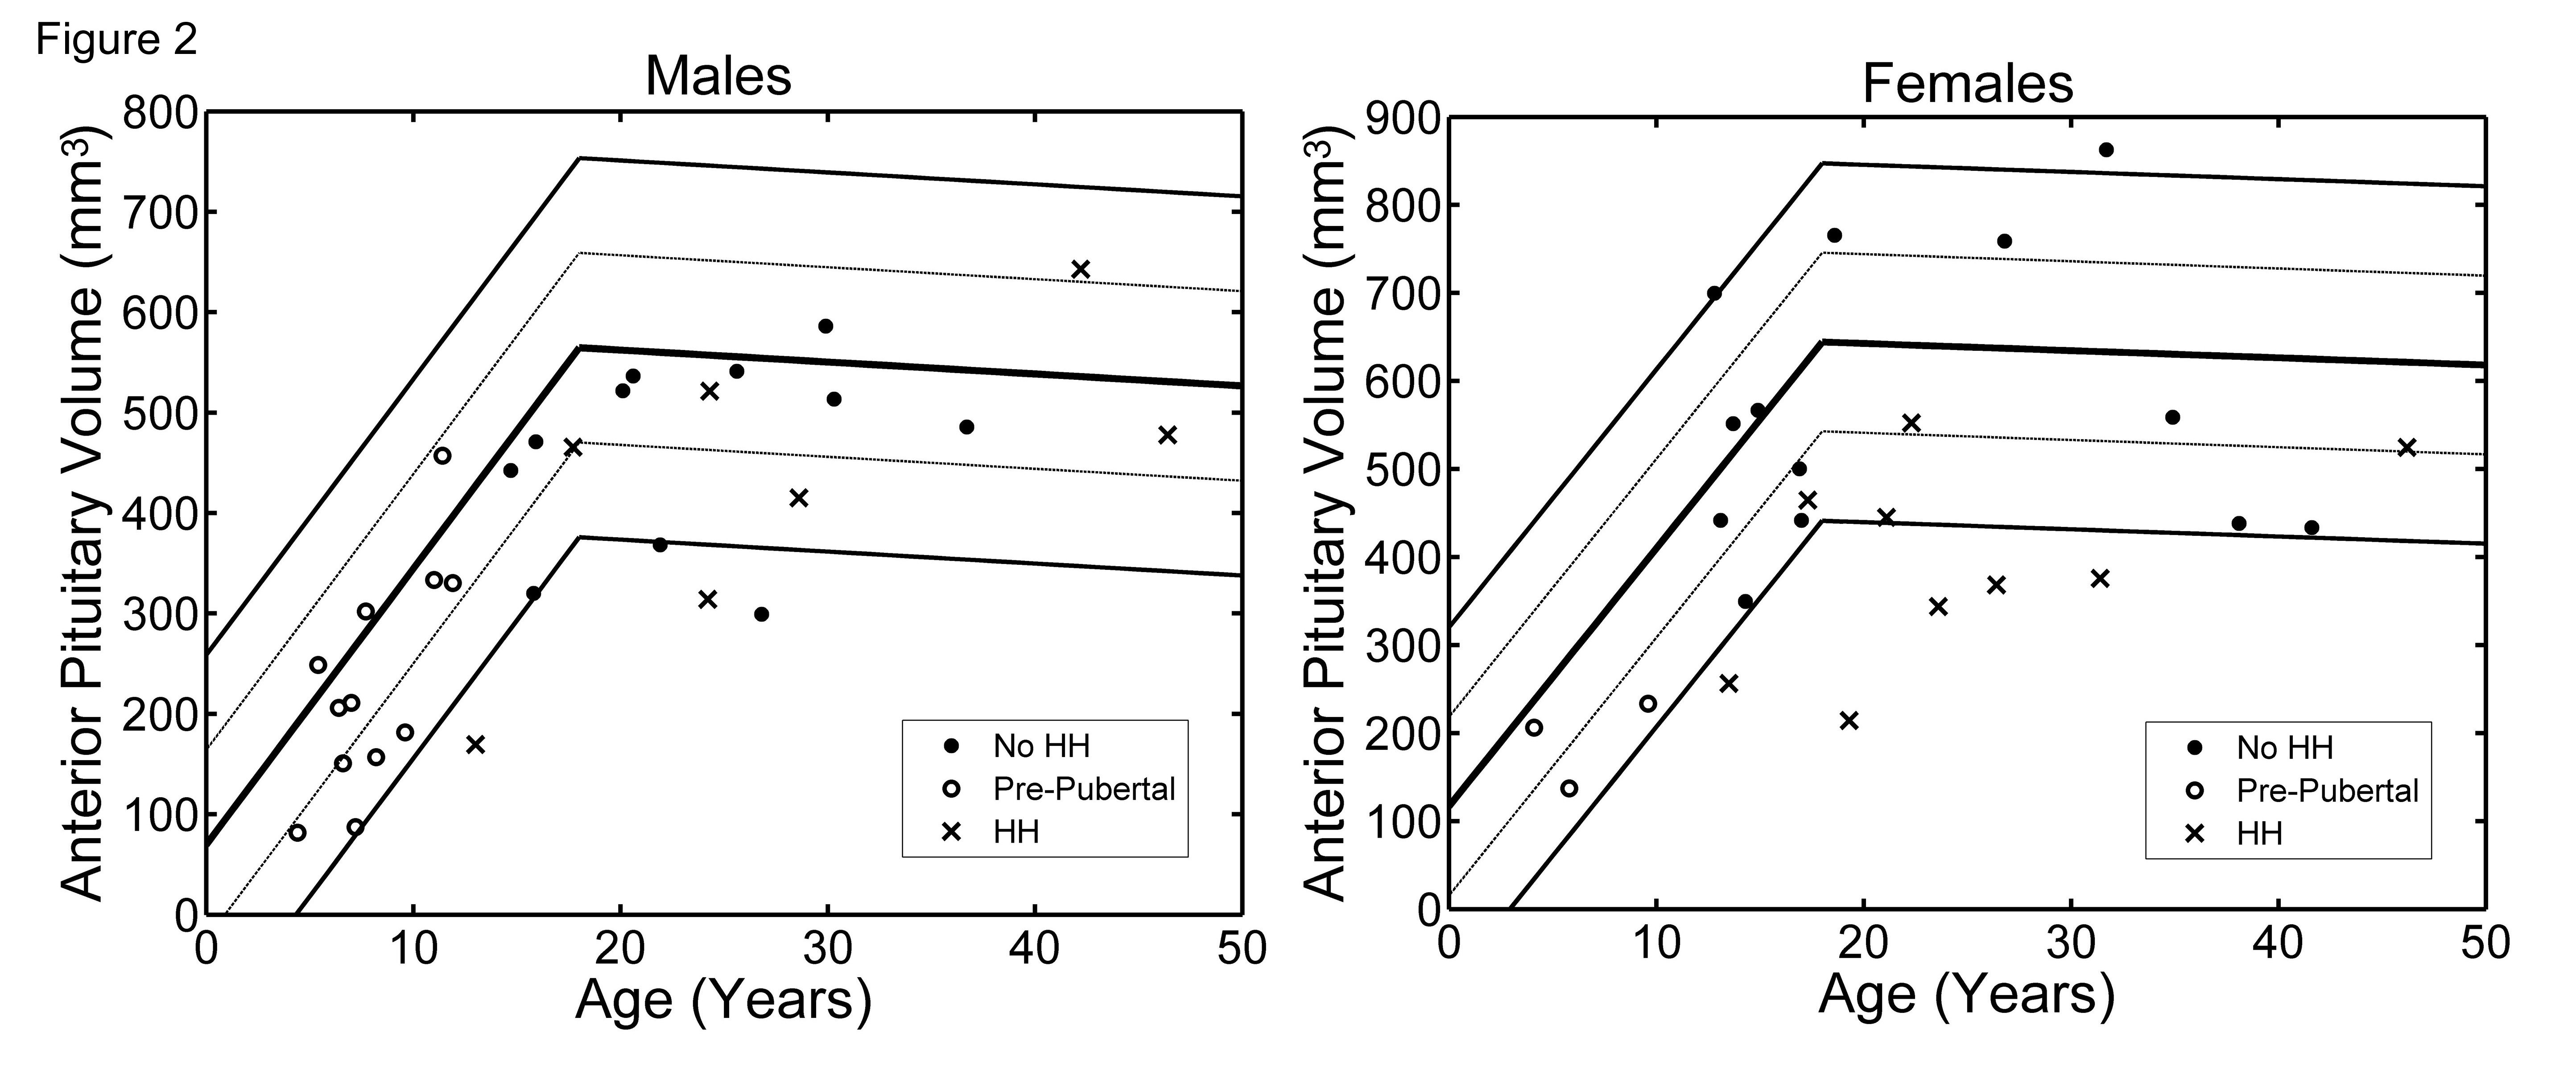 Figure 2
Males
Anterior Pituitary Volume (mm³)
800
700
600
500
400
300
200
100
0
0 10 20 30 40 50
Age (Years)
No HH
Pre-Pubertal
HH
Females
Anterior Pituitary Volume (mm³)
900
800
700
600
500
400
300
200
100
0
0 10 20 30 40 50
Age (Years)
No HH
Pre-Pubertal
HH